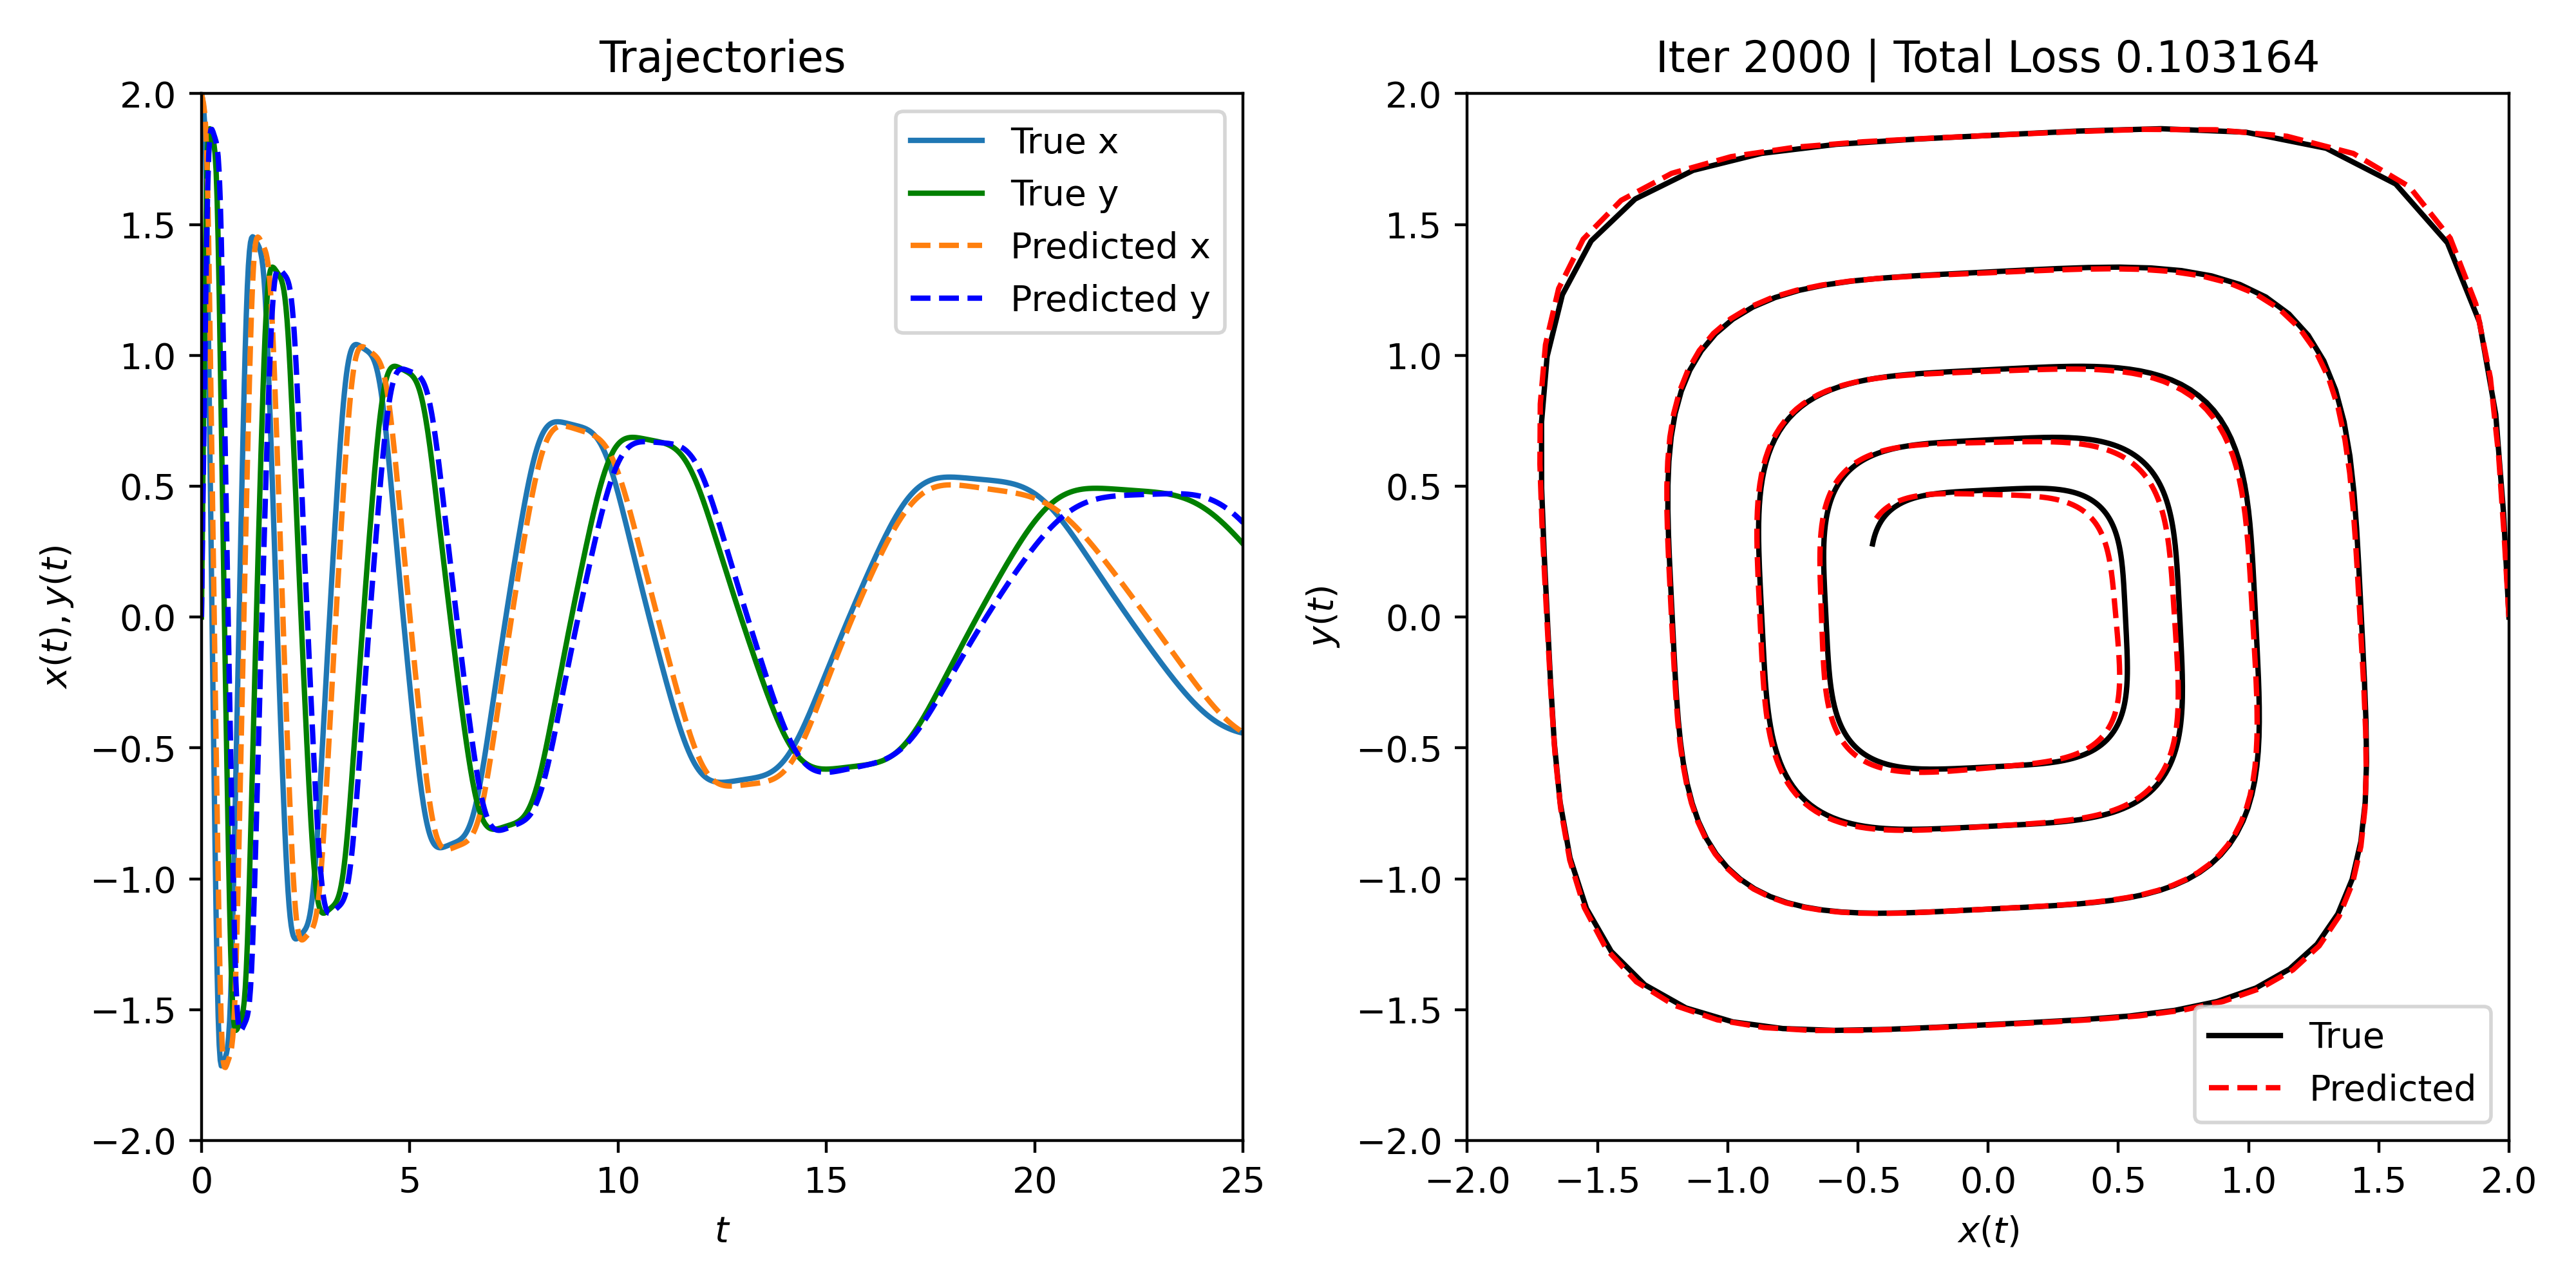 Trajectories
2.0
1.5
1.0
0.5
0.0
−0.5
−1.0
−1.5
−2.0
x(t), y(t)
0 5 10 15 20 25
t
True x
True y
Predicted x
Predicted y
Iter 2000 | Total Loss 0.103164
2.0
1.5
1.0
0.5
0.0
−0.5
−1.0
−1.5
−2.0
y(t)
−2.0 −1.5 −1.0 −0.5 0.0 0.5 1.0 1.5 2.0
x(t)
True
Predicted